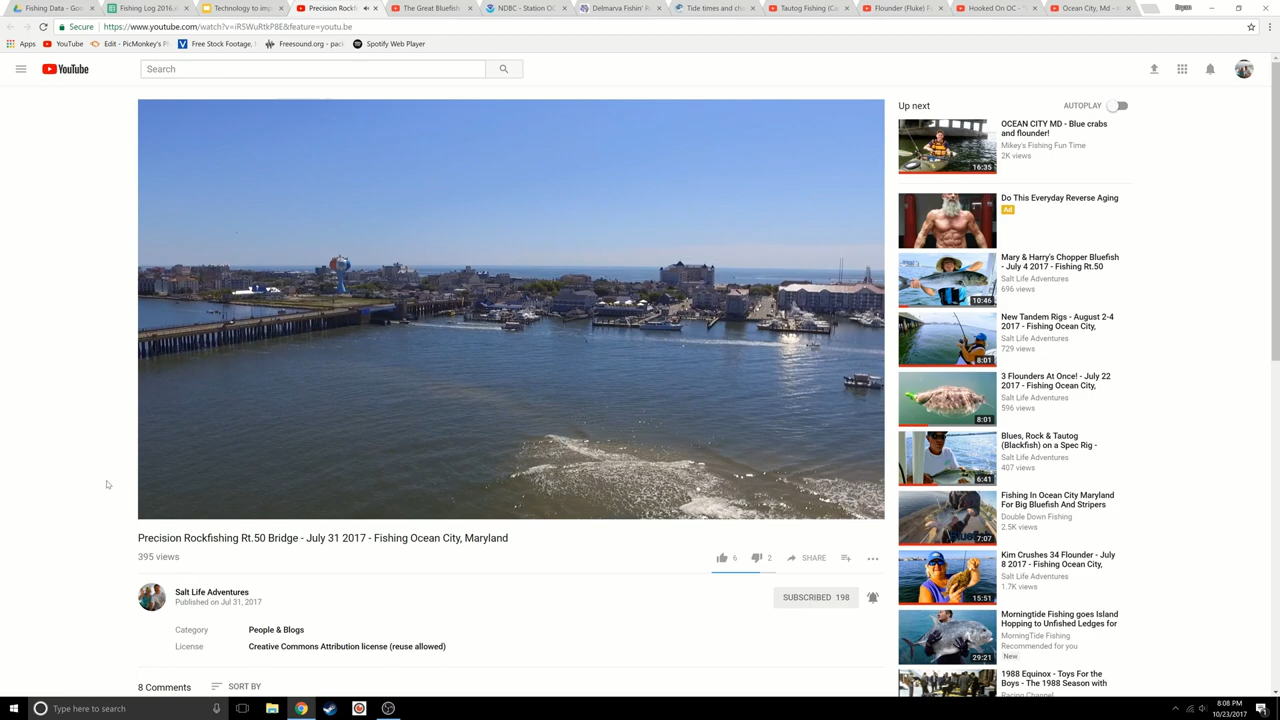 Fishing Data - Goo
Fishing Log 2016.x
Technology to imp
Precision Rockfi
The Great Bluefish
NDBC - Station OC
Delmarva Fishin' R
Tide times and cha
Tautog Fishing (Ca
Flounder (Fluke) F
Hooked On OC - "
Ocean City, Md - 
Bryan
Secure
https://www.youtube.com/watch?v=iR5WuRtkP8E&feature=youtu.be
Apps
YouTube
Edit - PicMonkey's P
Free Stock Footage,
Freesound.org - pac
Spotify Web Player
YouTube
Search
Up next
AUTOPLAY
OCEAN CITY MD - Blue crabs
and flounder!
Mikey's Fishing Fun Time
2K views
16:35
Do This Everyday Reverse Aging
Ad
Mary & Harry's Chopper Bluefish
- July 4 2017 - Fishing Rt.50
Salt Life Adventures
696 views
10:46
New Tandem Rigs - August 2-4
2017 - Fishing Ocean City,
Salt Life Adventures
729 views
8:01
3 Flounders At Once! - July 22
2017 - Fishing Ocean City,
Salt Life Adventures
596 views
8:01
Blues, Rock & Tautog
(Blackfish) on a Spec Rig -
Salt Life Adventures
407 views
6:41
Fishing In Ocean City Maryland
For Big Bluefish And Stripers
Double Down Fishing
2.5K views
7:07
Kim Crushes 34 Flounder - July
8 2017 - Fishing Ocean City,
Salt Life Adventures
1.7K views
15:51
Morningtide Fishing goes Island
Hopping to Unfished Ledges for
MorningTide Fishing
Recommended for you
New
29:21
1988 Equinox - Toys For the
Boys - The 1988 Season with
Racing Channel
Precision Rockfishing Rt.50 Bridge - July 31 2017 - Fishing Ocean City, Maryland
395 views
6
2
SHARE
Salt Life Adventures
Published on Jul 31, 2017
SUBSCRIBED 198
Category
People & Blogs
License
Creative Commons Attribution license (reuse allowed)
8 Comments
SORT BY
Type here to search
8:08 PM
10/23/2017